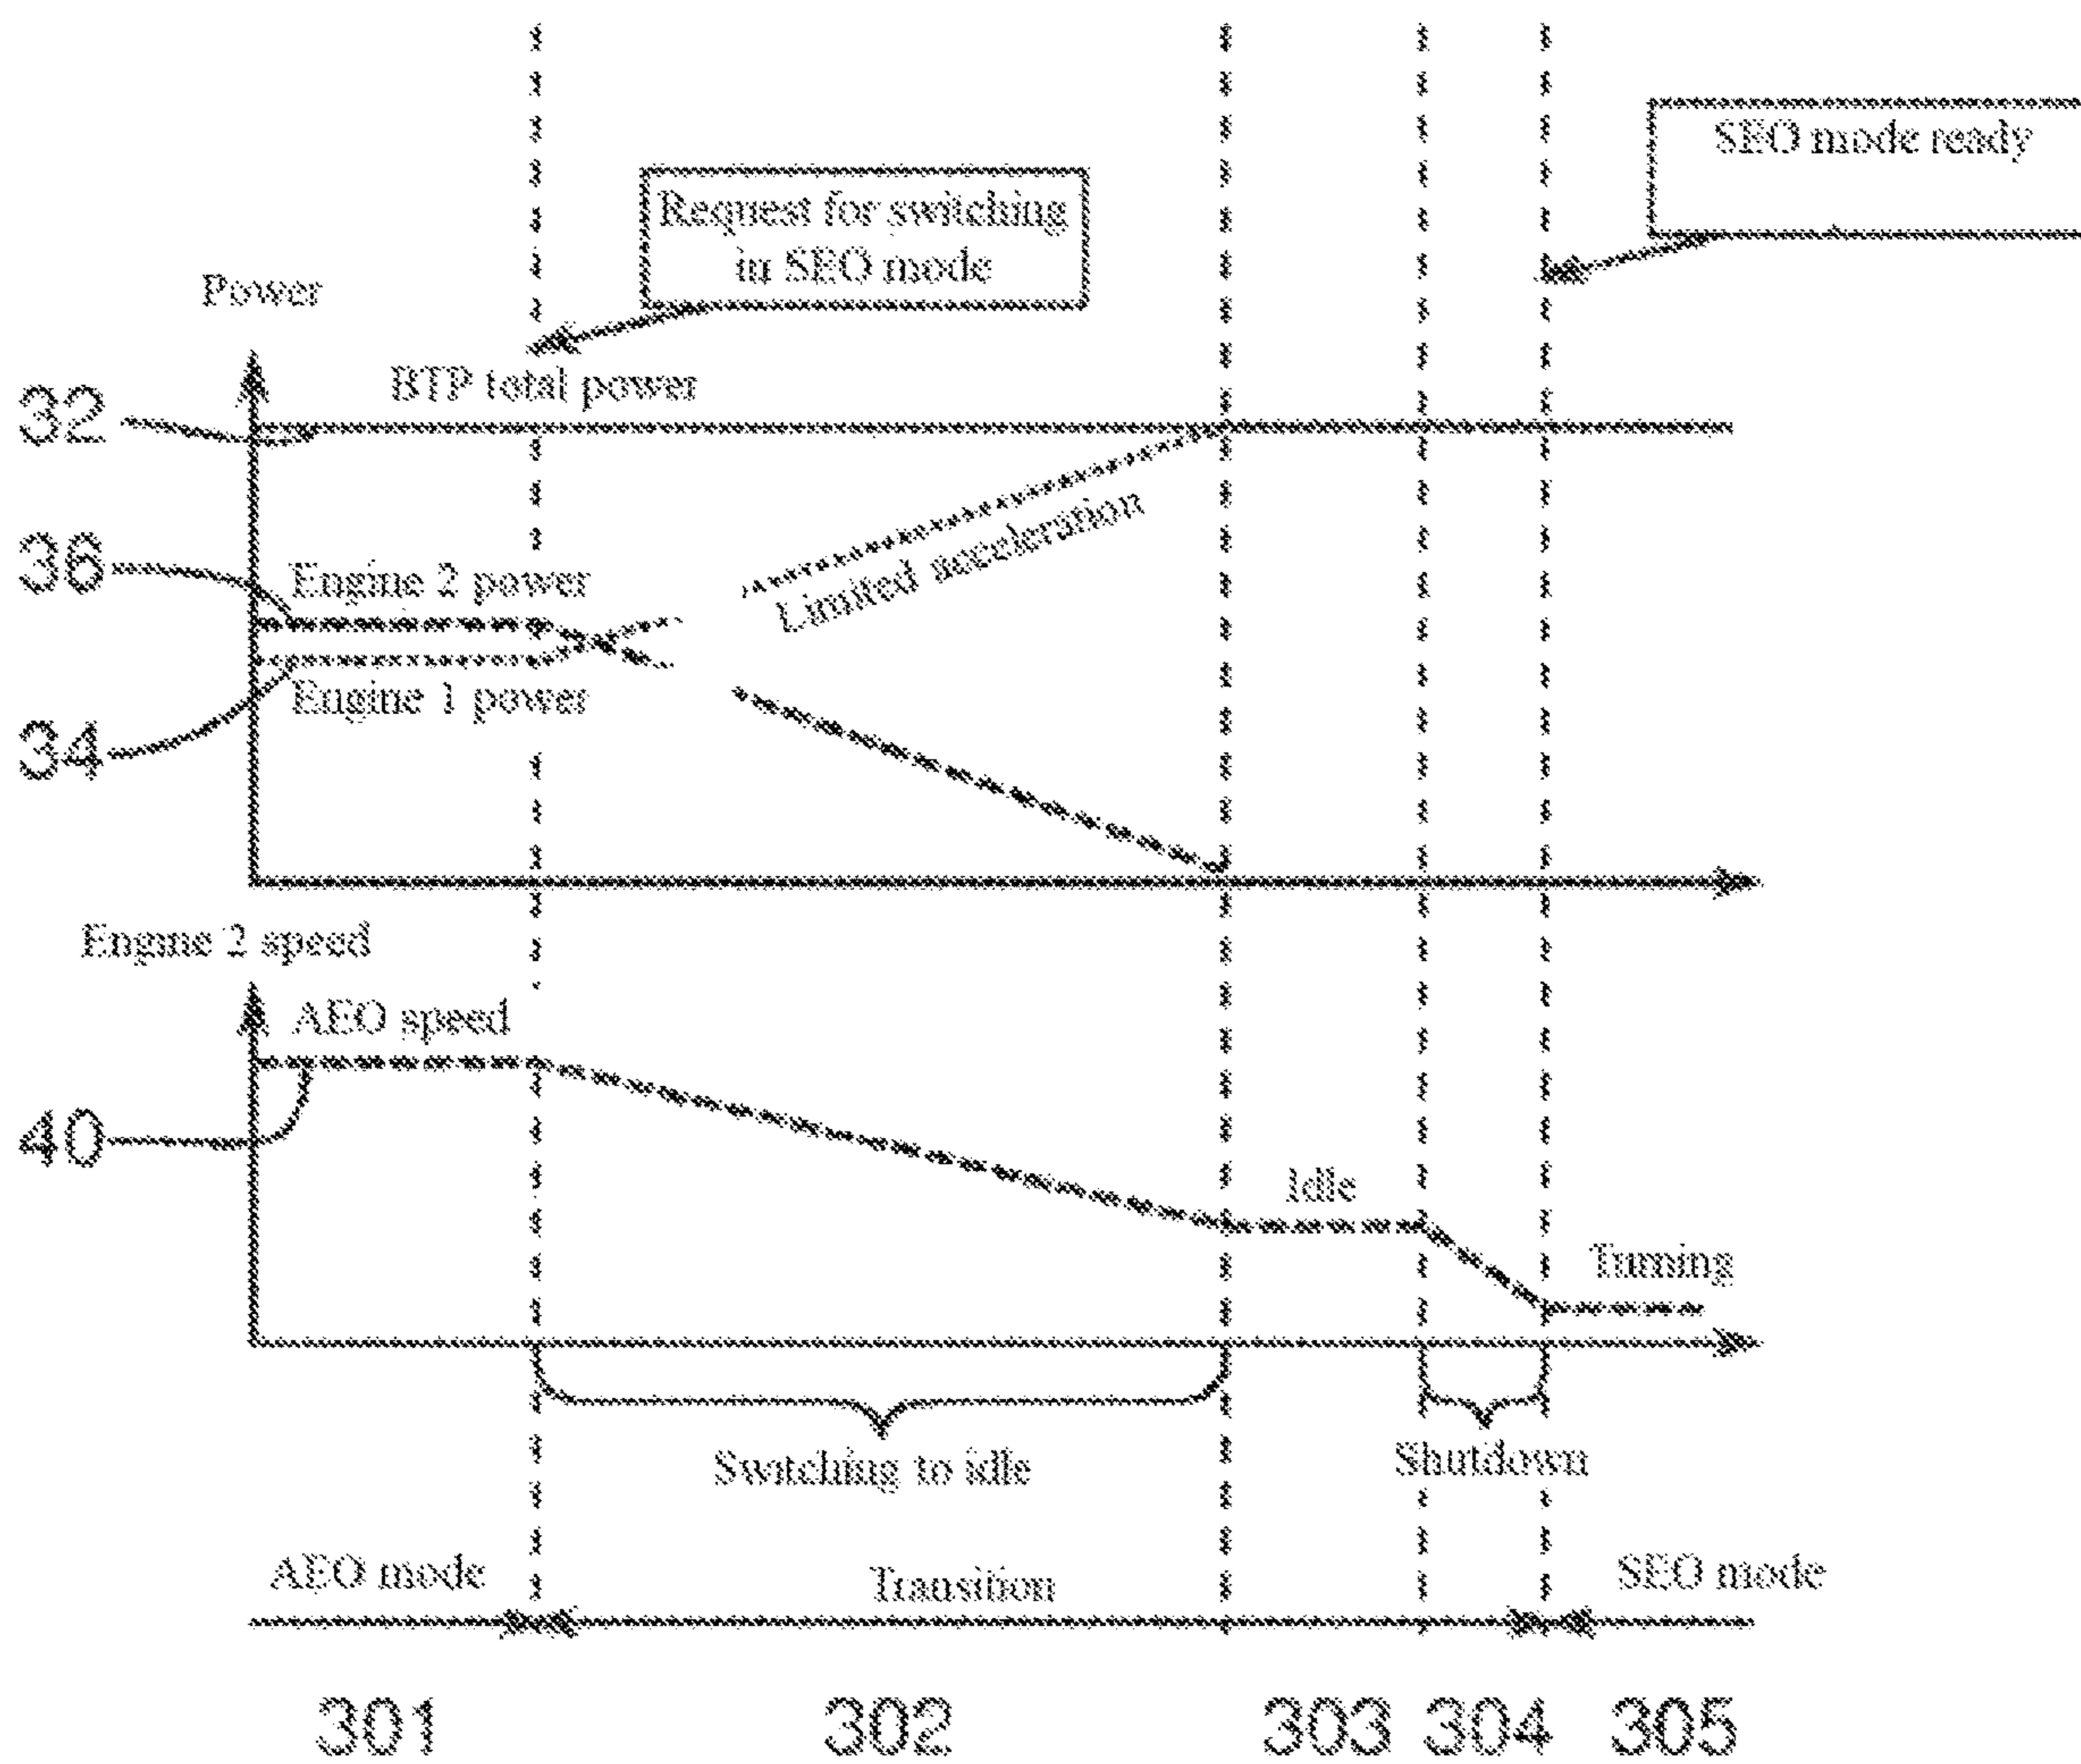 SEO mode ready
Request for switching
in SEO mode
Power
BTP total power
32
Limited acceleration
36
Engine 2 power
Engine 1 power
34
Engine 2 speed
AEO speed
40
Idle
Turning
Switching to idle
Shutdown
AEO mode
Transition
SEO mode
301
302
303
304
305